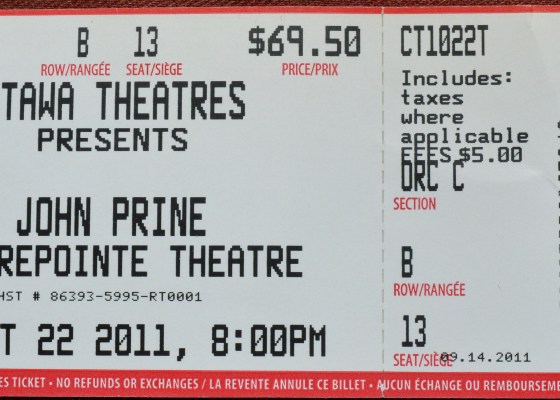 B 13 $69.50
ROW/RANGÉE SEAT/SIÈGE PRICE/PRIX
TAWA THEATRES
PRESENTS
JOHN PRINE
REPOINTE THEATRE
HST # 86393-5995-RT0001
T 22 2011, 8:00PM
ES TICKET • NO REFUNDS OR EXCHANGES / LA REVENTE ANNULE CE BILLET • AUCUN ÉCHANGE OU REMBOURSEME
CT1022T
Includes:
taxes
where
applicable
FEES $5.00
ORC C
SECTION
B
ROW/RANGÉE
13
SEAT/SIÈGE 09.14.2011